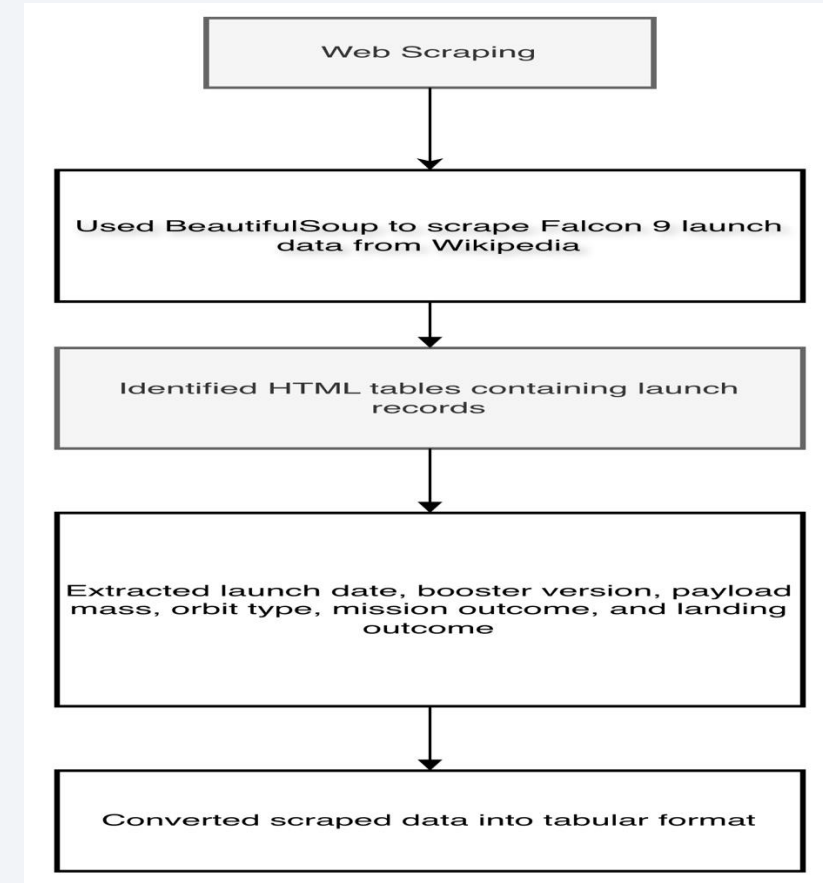 Web Scraping
Used BeautifulSoup to scrape Falcon 9 launch
data from Wikipedia
Identified HTML tables containing launch
records
Extracted launch date, booster version, payload
mass, orbit type, mission outcome, and landing
outcome
Converted scraped data into tabular format